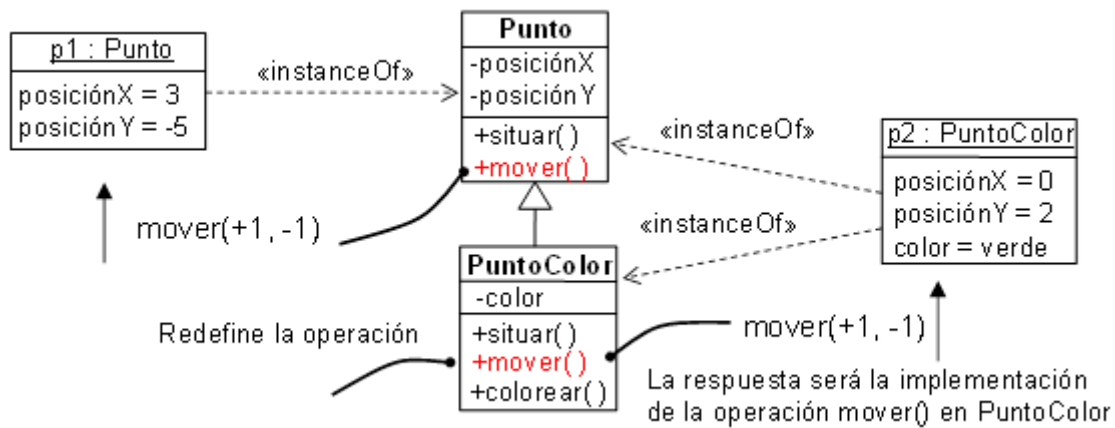 p1 : Punto
posiciónX = 3
posiciónY = -5
«instanceOf»
Punto
-posiciónX
-posiciónY
+situar( )
+mover( )
«instanceOf»
p2 : PuntoColor
posiciónX = 0
posiciónY = 2
color = verde
mover(+1, -1)
«instanceOf»
PuntoColor
-color
+situar( )
+mover( )
+colorear( )
Redefine la operación
mover(+1, -1)
La respuesta será la implementación
de la operación mover() en PuntoColor